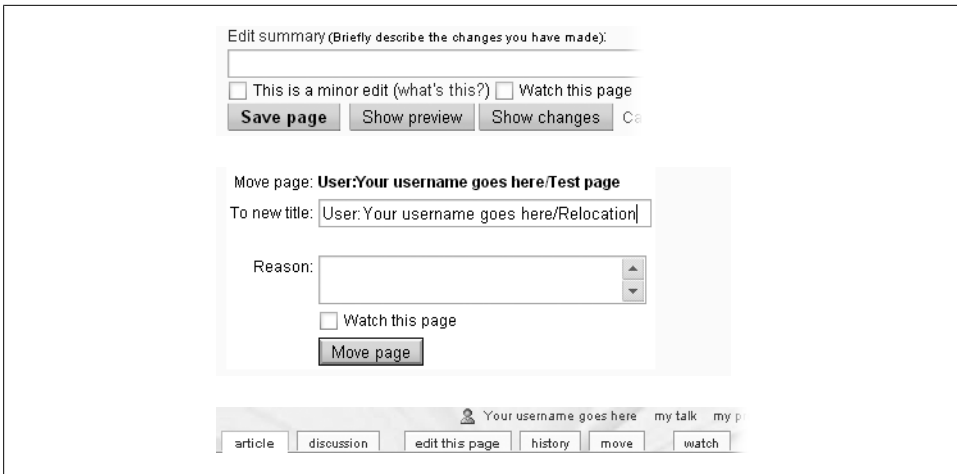 Edit summary (Briefly describe the changes you have made):
This is a minor edit (what's this?) Watch this page
Save page Show preview Show changes
Move page: User:Your username goes here/Test page
To new title: User:Your username goes here/Relocation
Reason:
Watch this page
Move page
Your username goes here my talk my
article discussion edit this page history move watch